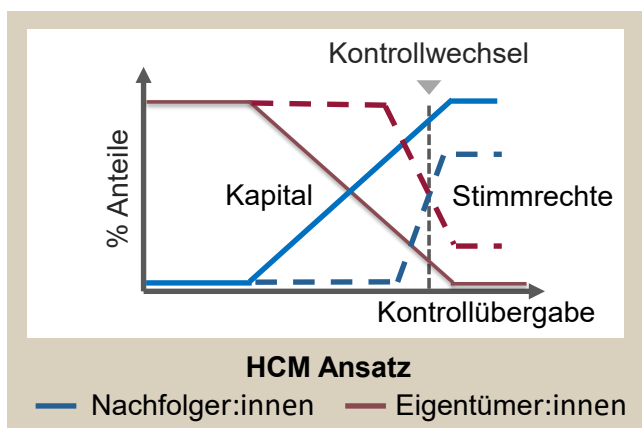 Kontrollwechsel
% Anteile
Kapital
Stimmrechte
Kontrollübergabe
HCM Ansatz
Nachfolger:innen
Eigentümer:innen